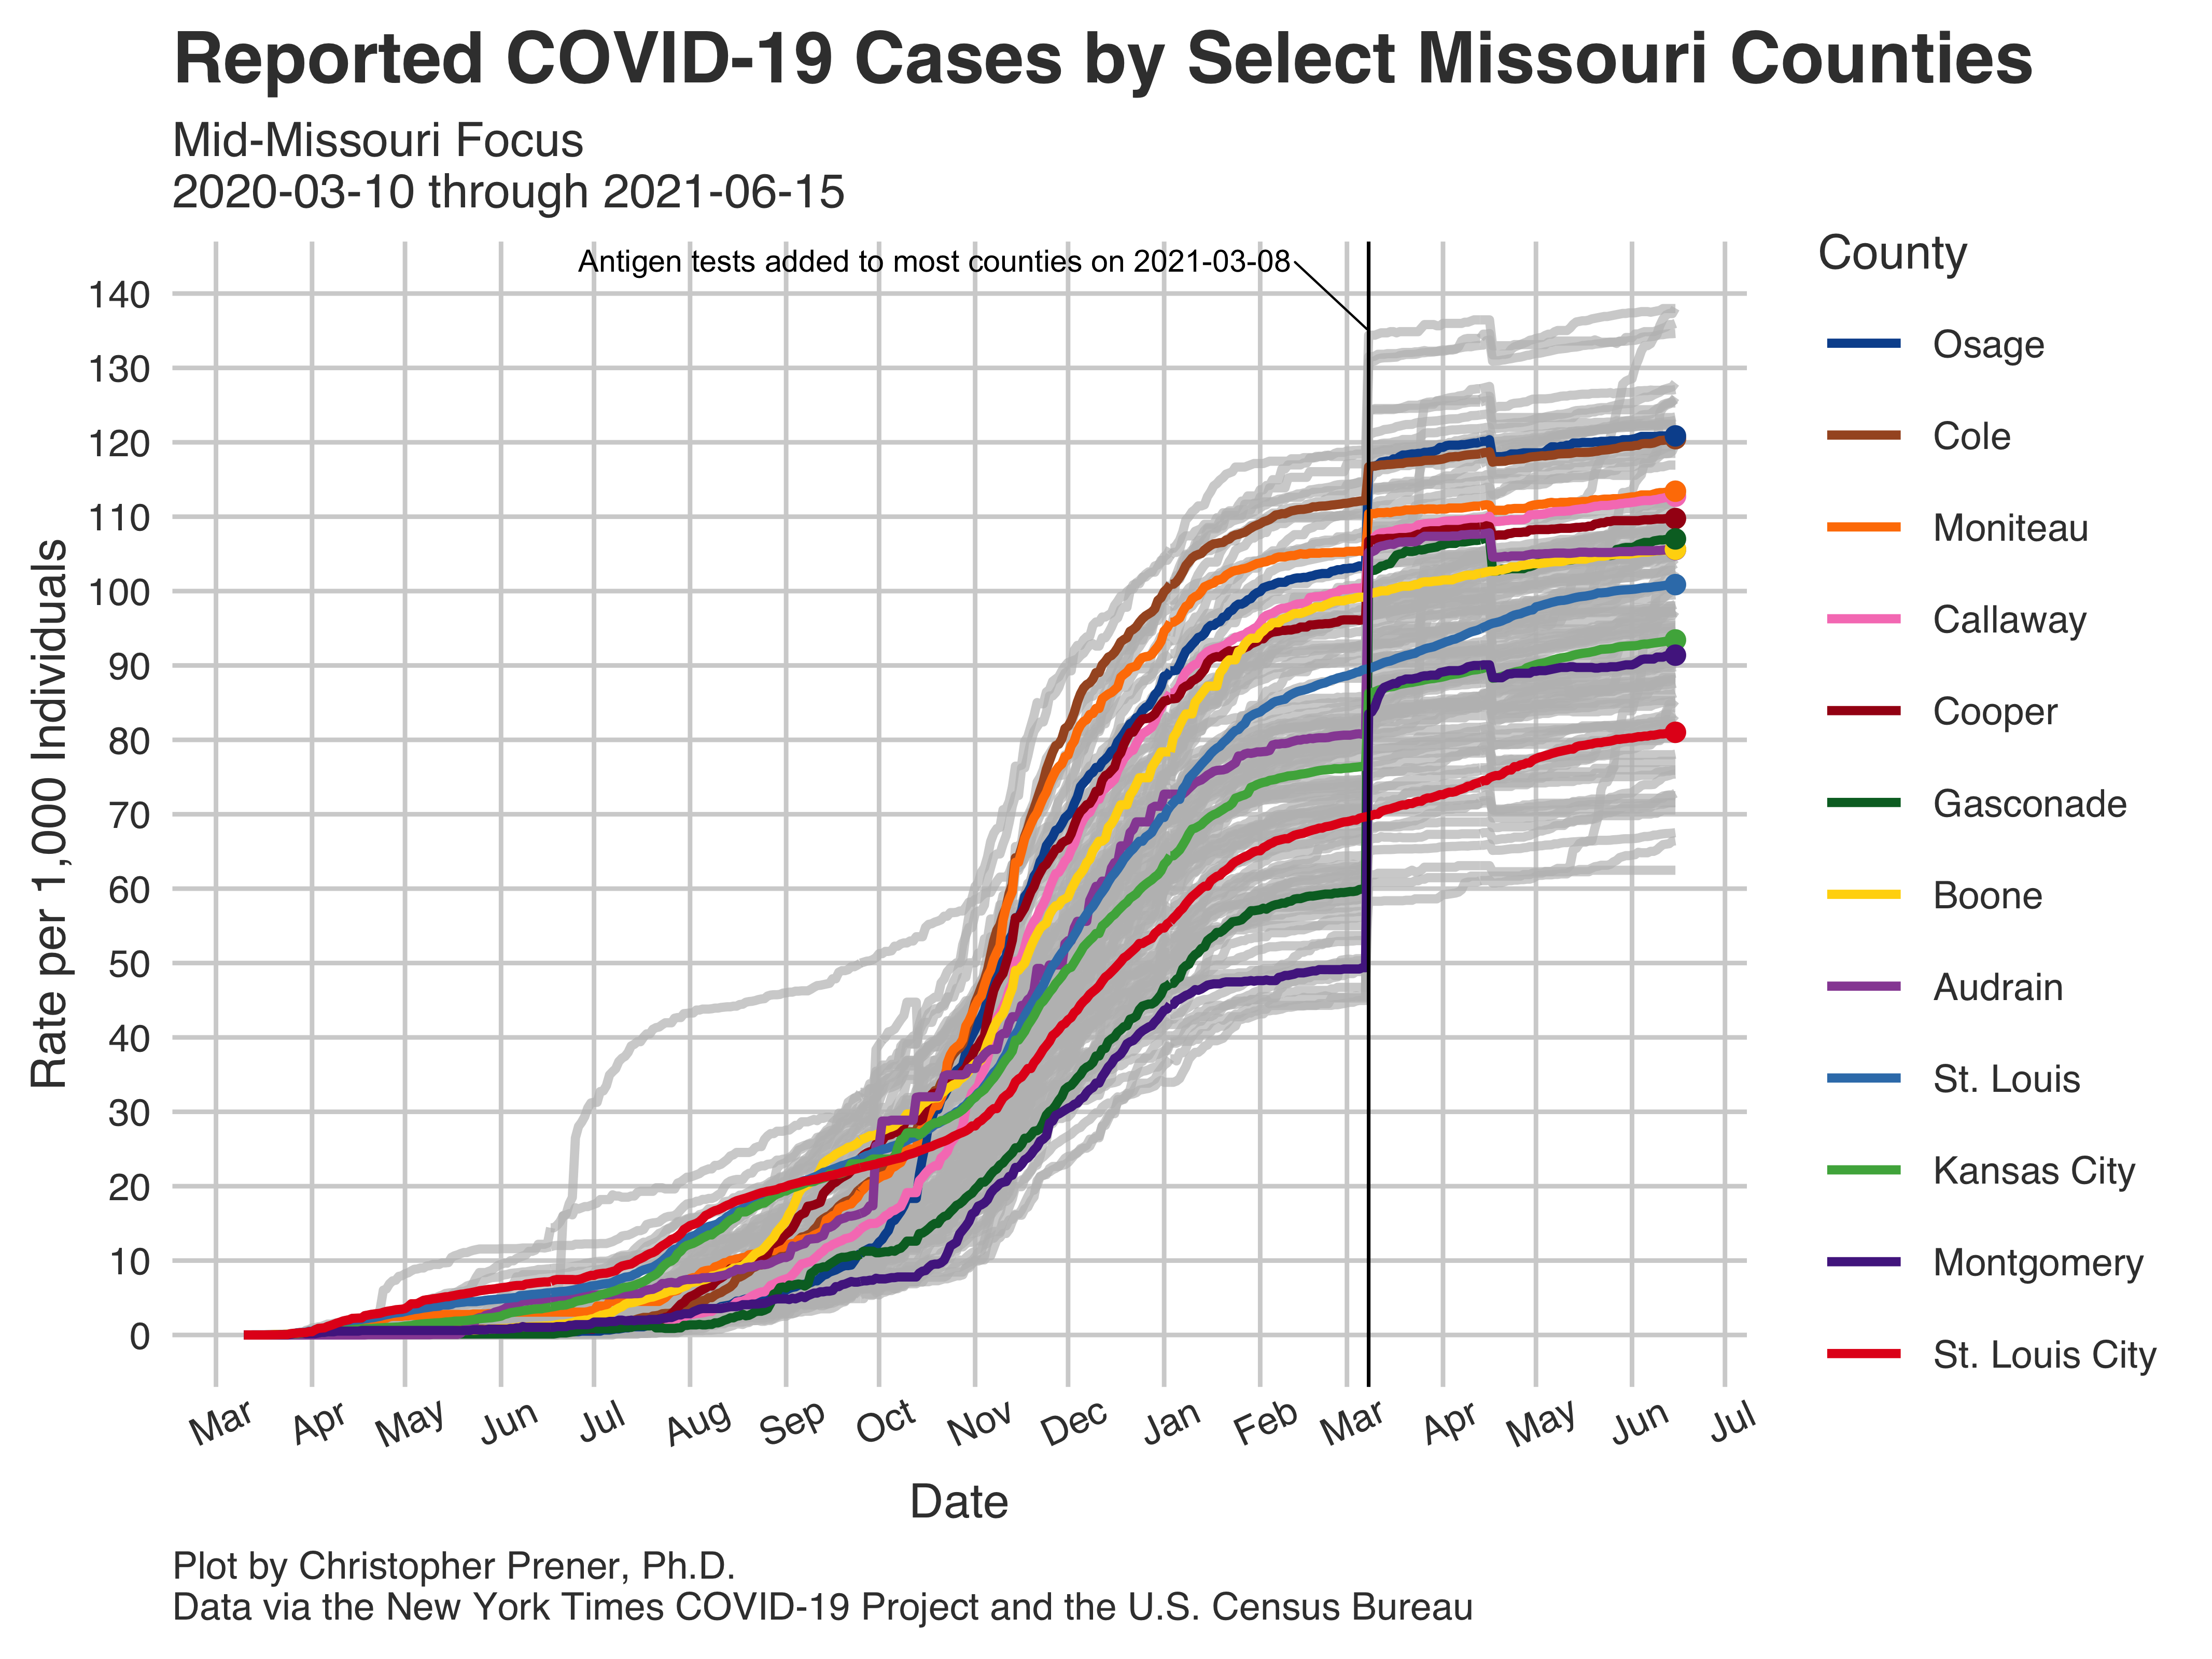 Reported COVID-19 Cases by Select Missouri Counties
Mid-Missouri Focus
2020-03-10 through 2021-06-15
Antigen tests added to most counties on 2021-03-08
Rate per 1,000 Individuals
140
130
120
110
100
90
80
70
60
50
40
30
20
10
0
Mar Apr May Jun Jul Aug Sep Oct Nov Dec Jan Feb Mar Apr May Jun Jul
Date
County
Osage
Cole
Moniteau
Callaway
Cooper
Gasconade
Boone
Audrain
St. Louis
Kansas City
Montgomery
St. Louis City
Plot by Christopher Prener, Ph.D.
Data via the New York Times COVID-19 Project and the U.S. Census Bureau